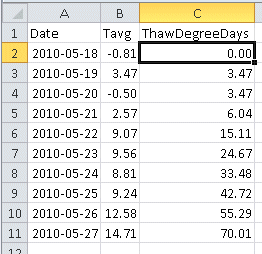 A B C
1 Date Tavg ThawDegreeDays
2 2010-05-18 -0.81 0.00
3 2010-05-19 3.47 3.47
4 2010-05-20 -0.50 3.47
5 2010-05-21 2.57 6.04
6 2010-05-22 9.07 15.11
7 2010-05-23 9.56 24.67
8 2010-05-24 8.81 33.48
9 2010-05-25 9.24 42.72
10 2010-05-26 12.58 55.29
11 2010-05-27 14.71 70.01
12